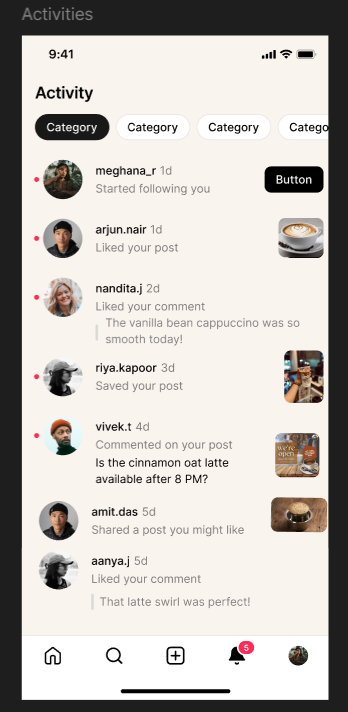 Activities
9:41
Activity
Category
Category
Category
Catego
meghana_r 1d
Started following you
Button
arjun.nair 1d
Liked your post
nandita.j 2d
Liked your comment
The vanilla bean cappuccino was so
smooth today!
riya.kapoor 3d
Saved your post
vivek.t 4d
Commented on your post
Is the cinnamon oat latte
available after 8 PM?
we're
open
amit.das 5d
Shared a post you might like
aanya.j 5d
Liked your comment
That latte swirl was perfect!
5